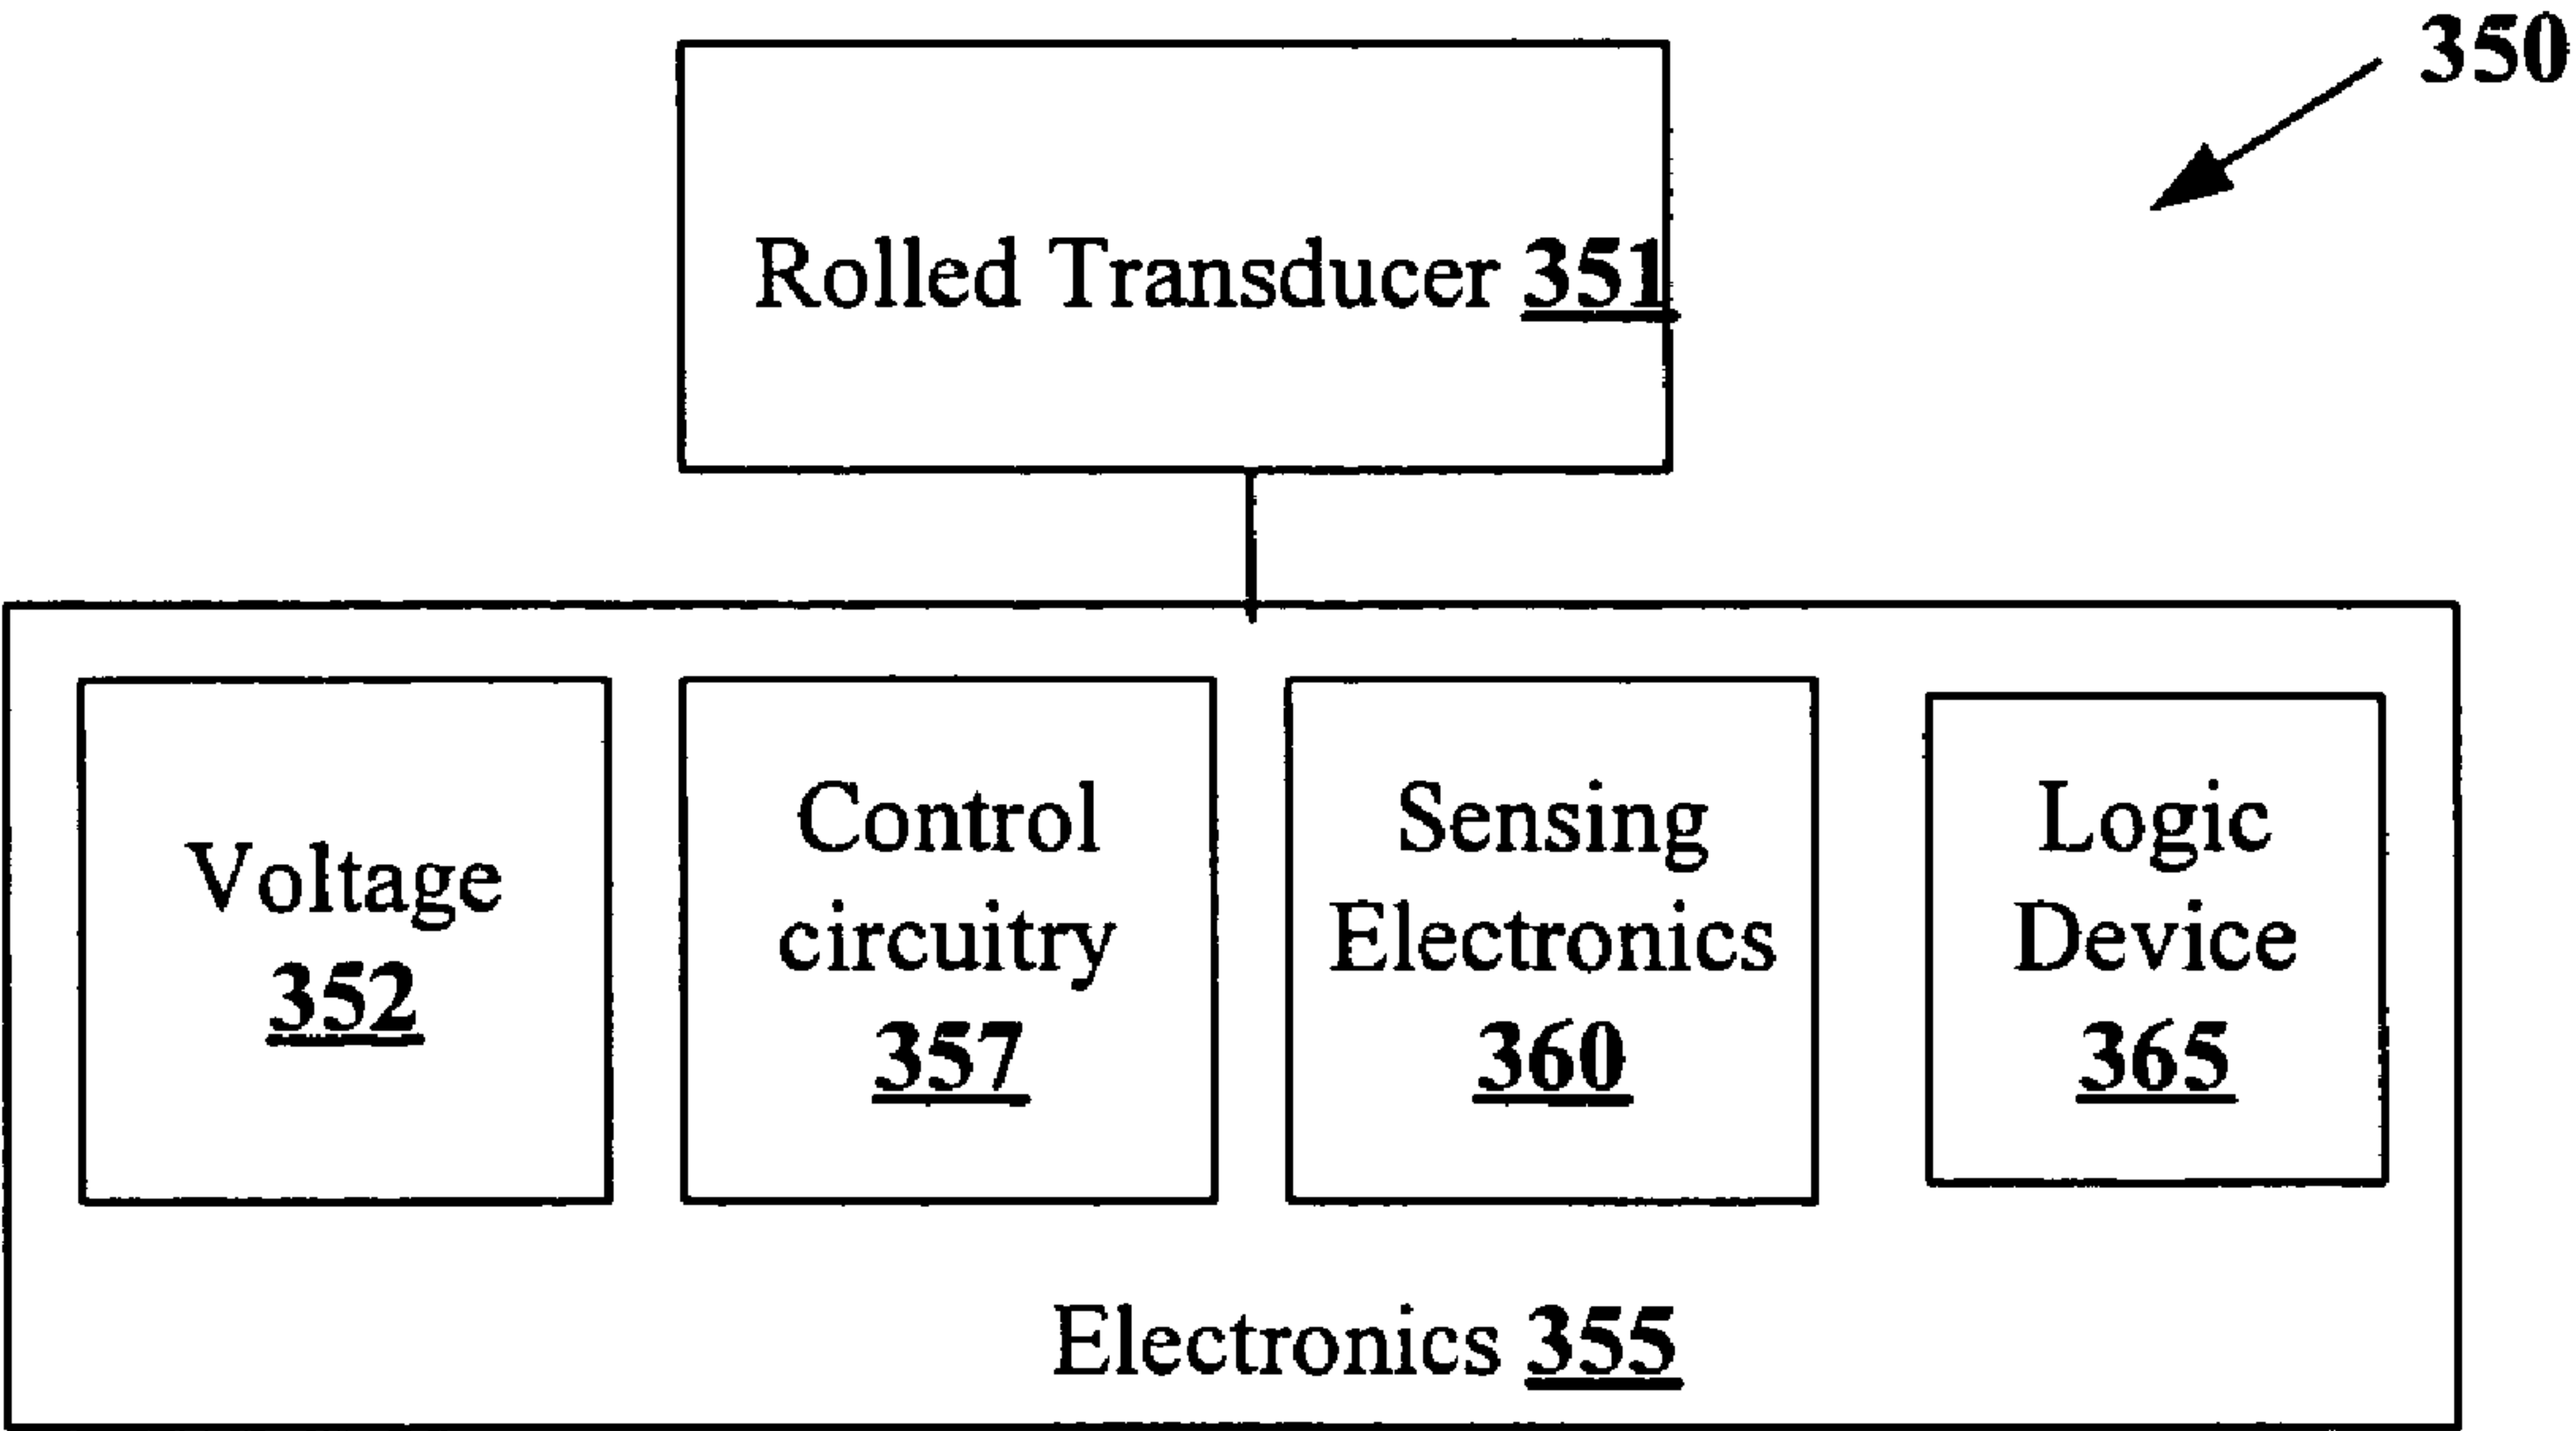 350
Rolled Transducer 351
Voltage
352
Control
circuitry
357
Sensing
Electronics
360
Logic
Device
365
Electronics 355